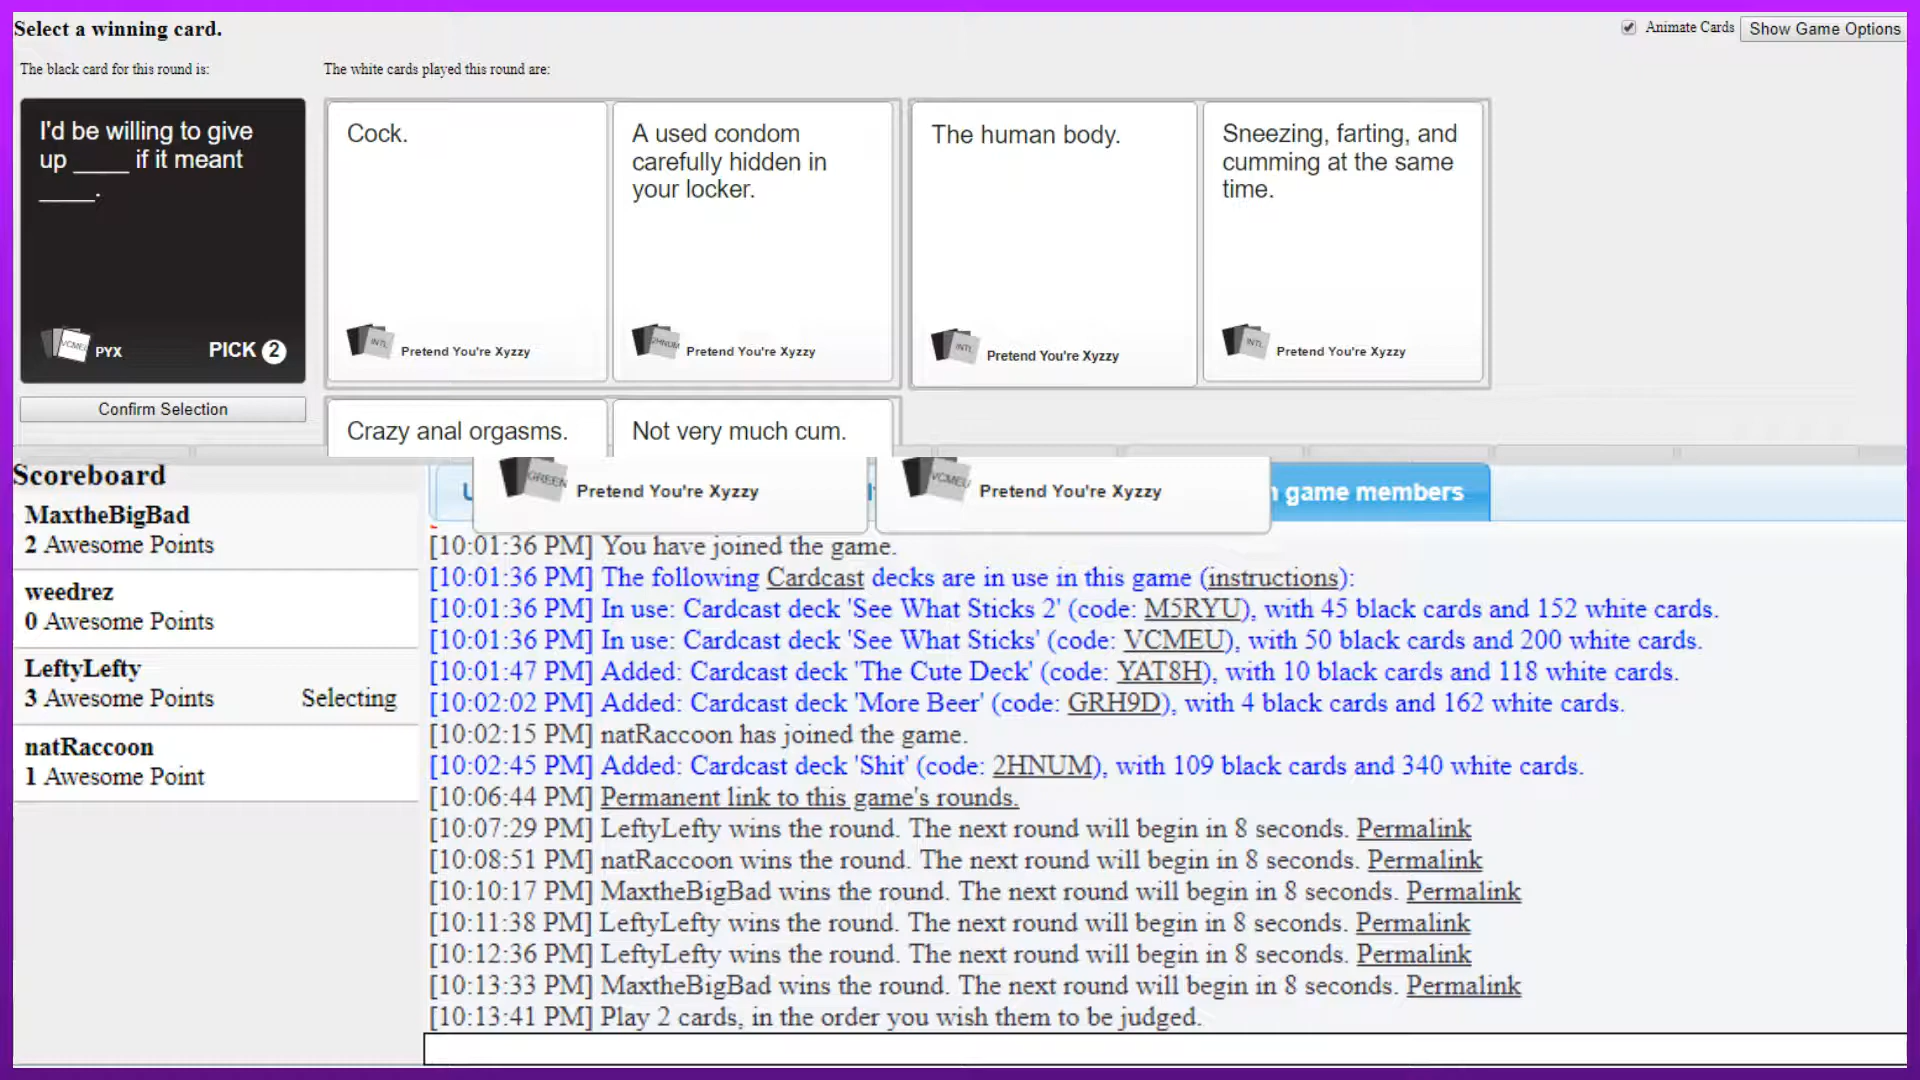 Select a winning card.
Animate Cards
Show Game Options
The black card for this round is:
The white cards played this round are:
I'd be willing to give
up ____ if it meant
____.
VCMEU
PYX
PICK 2
Cock.
INTL
Pretend You're Xyzzy
A used condom
carefully hidden in
your locker.
2HNUM
Pretend You're Xyzzy
The human body.
INTL
Pretend You're Xyzzy
Sneezing, farting, and
cumming at the same
time.
INTL
Pretend You're Xyzzy
Confirm Selection
Crazy anal orgasms.
Not very much cum.
GREEN
Pretend You're Xyzzy
VCMEU
Pretend You're Xyzzy
game members
Scoreboard
MaxtheBigBad
2 Awesome Points
weedrez
0 Awesome Points
LeftyLefty
3 Awesome Points
Selecting
natRaccoon
1 Awesome Point
[10:01:36 PM] You have joined the game.
[10:01:36 PM] The following Cardcast decks are in use in this game (instructions):
[10:01:36 PM] In use: Cardcast deck 'See What Sticks 2' (code: M5RYU), with 45 black cards and 152 white cards.
[10:01:36 PM] In use: Cardcast deck 'See What Sticks' (code: VCMEU), with 50 black cards and 200 white cards.
[10:01:47 PM] Added: Cardcast deck 'The Cute Deck' (code: YAT8H), with 10 black cards and 118 white cards.
[10:02:02 PM] Added: Cardcast deck 'More Beer' (code: GRH9D), with 4 black cards and 162 white cards.
[10:02:15 PM] natRaccoon has joined the game.
[10:02:45 PM] Added: Cardcast deck 'Shit' (code: 2HNUM), with 109 black cards and 340 white cards.
[10:06:44 PM] Permanent link to this game's rounds.
[10:07:29 PM] LeftyLefty wins the round. The next round will begin in 8 seconds. Permalink
[10:08:51 PM] natRaccoon wins the round. The next round will begin in 8 seconds. Permalink
[10:10:17 PM] MaxtheBigBad wins the round. The next round will begin in 8 seconds. Permalink
[10:11:38 PM] LeftyLefty wins the round. The next round will begin in 8 seconds. Permalink
[10:12:36 PM] LeftyLefty wins the round. The next round will begin in 8 seconds. Permalink
[10:13:33 PM] MaxtheBigBad wins the round. The next round will begin in 8 seconds. Permalink
[10:13:41 PM] Play 2 cards, in the order you wish them to be judged.